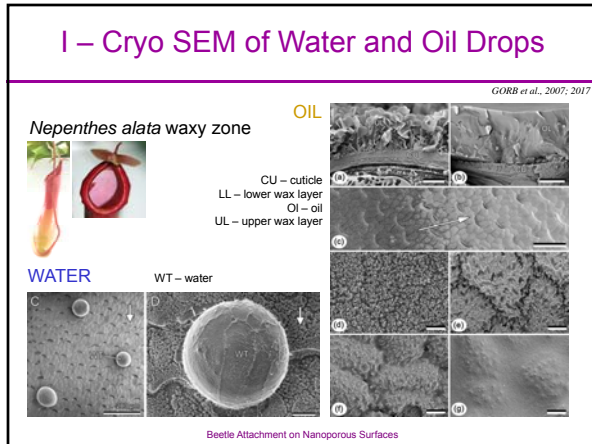 I – Cryo SEM of Water and Oil Drops
GORB et al., 2007; 2017
OIL
Nepenthes alata waxy zone
CU – cuticle
LL – lower wax layer
OI – oil
UL – upper wax layer
WATER
WT – water
C
D
WT
(a)
(b)
(c)
(d)
(e)
(f)
(g)
Beetle Attachment on Nanoporous Surfaces